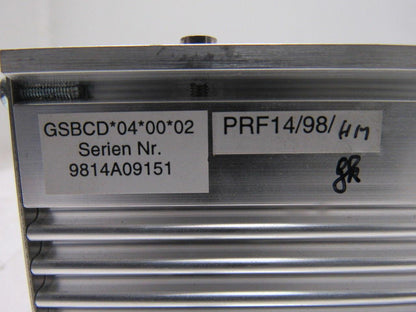 GSBCD*04*00*02
Serien Nr.
9814A09151
PRF14/98/HM